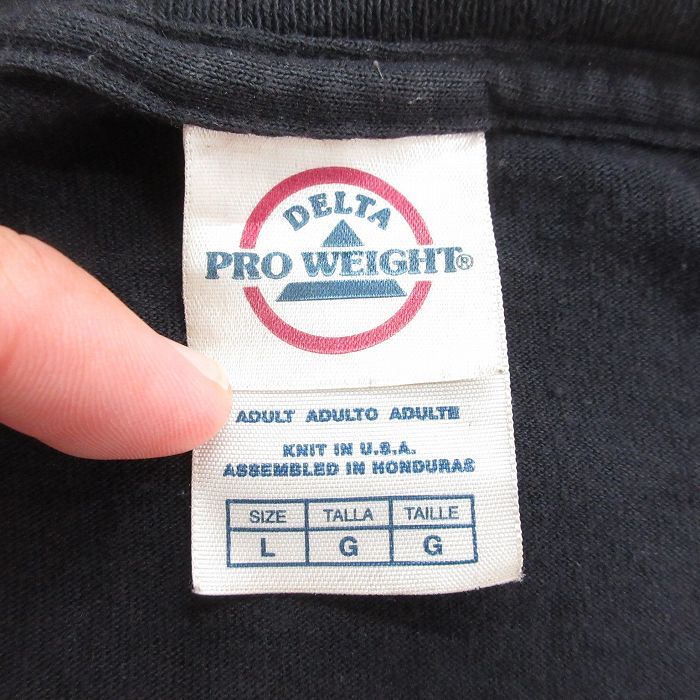 DELTA
PRO WEIGHT®
ADULT ADULTO ADULTE
KNIT IN U.S.A.
ASSEMBLED IN HONDURAS
SIZE TALLA TAILLE
L G G